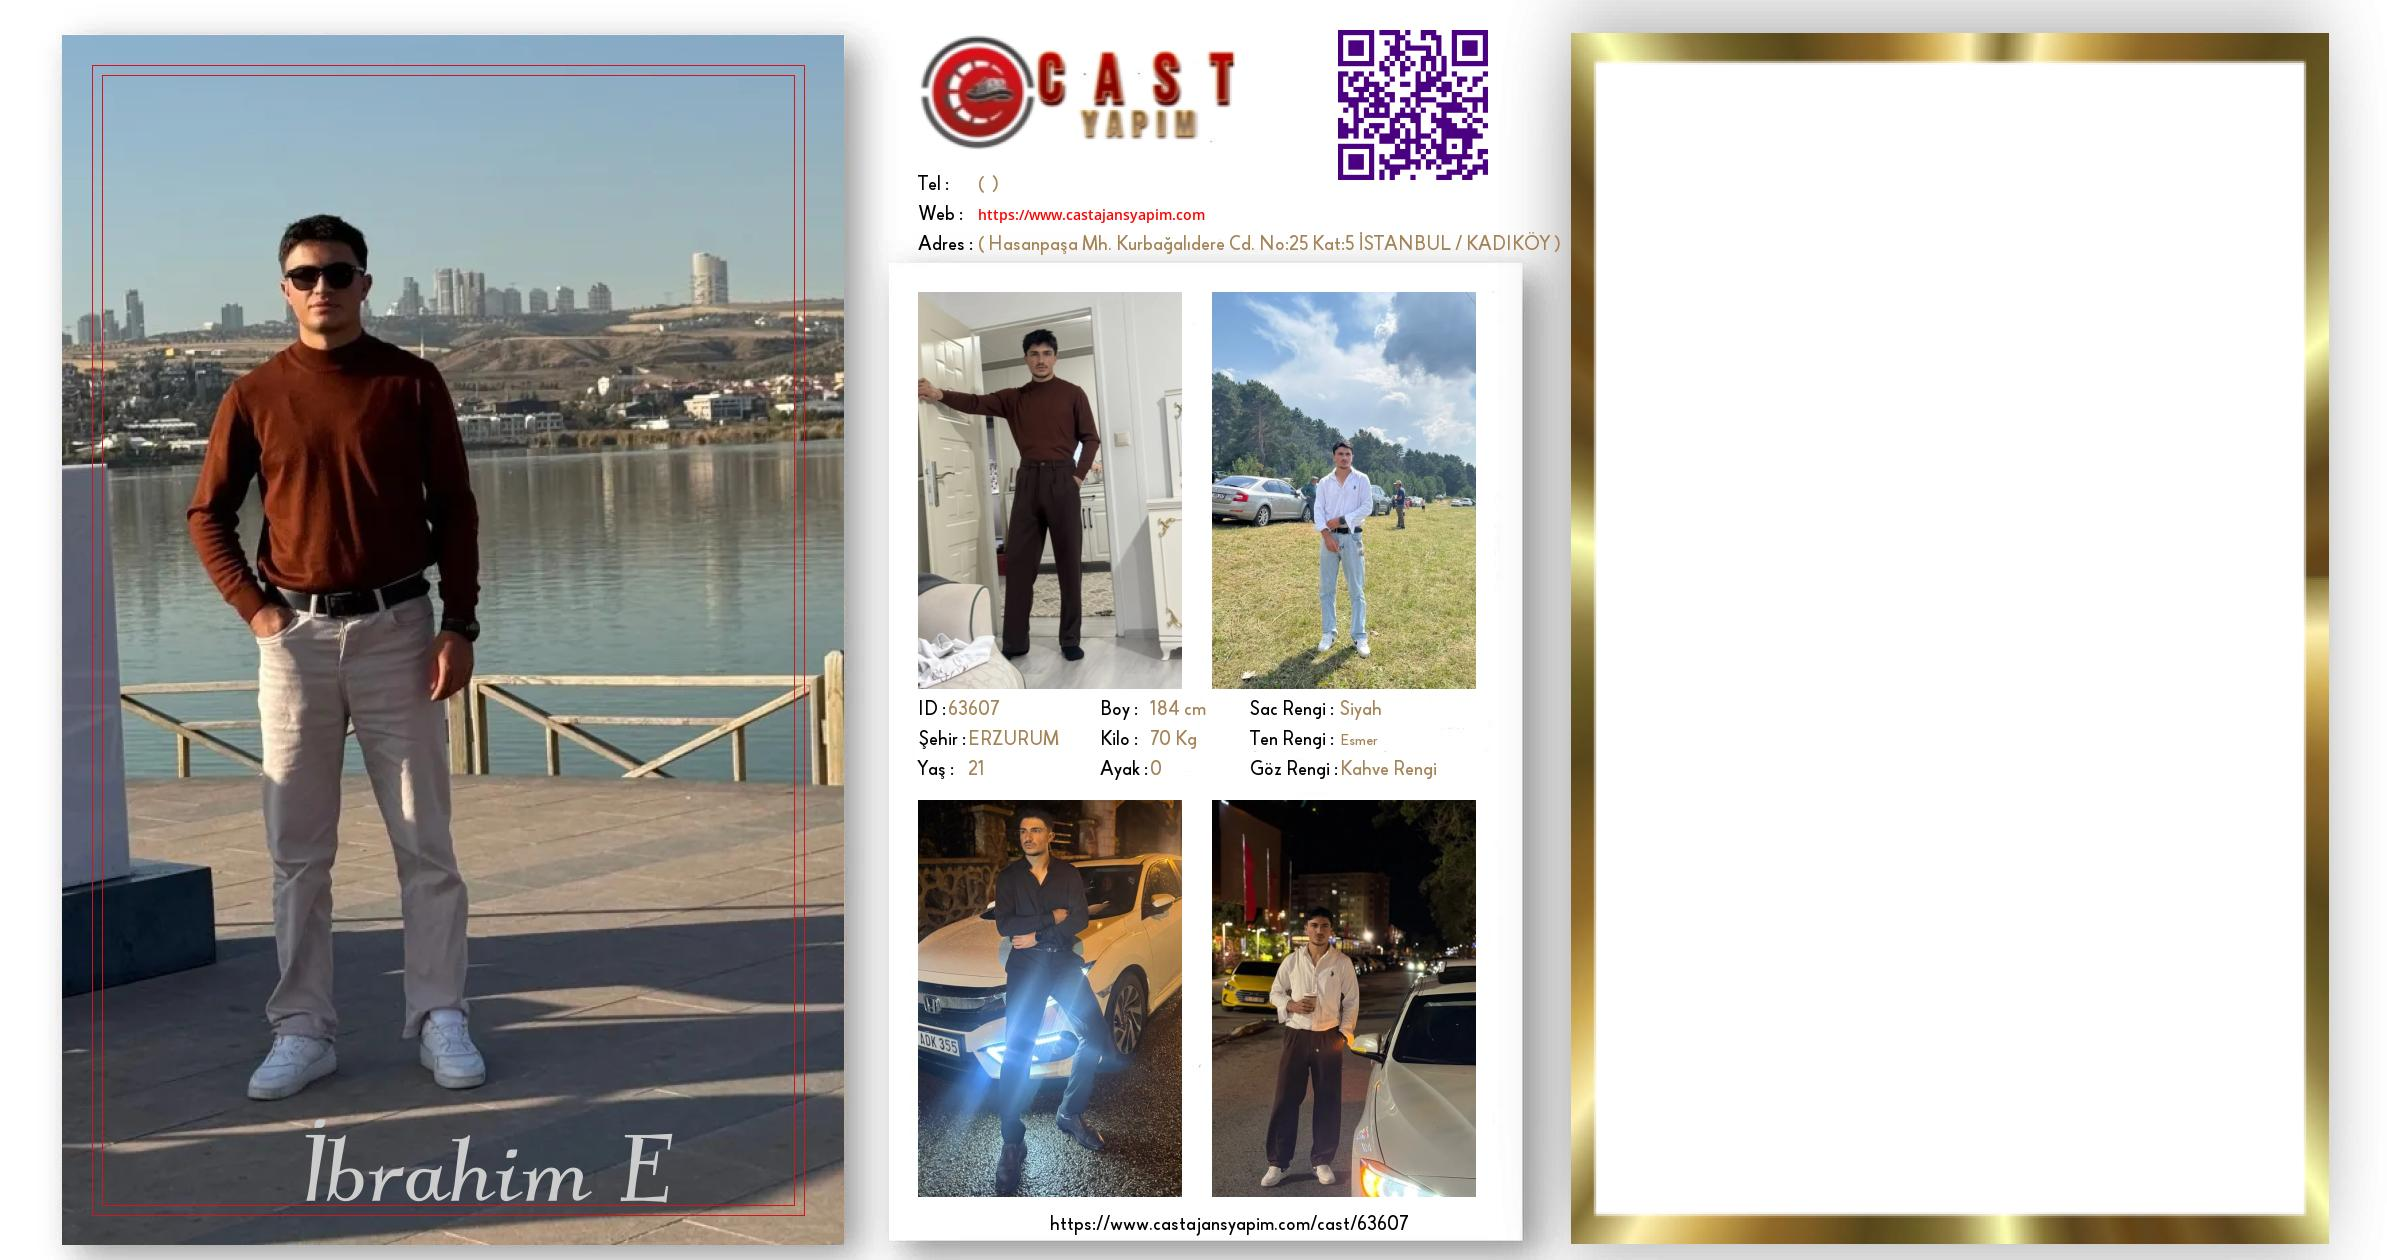 İbrahim E
CAST
YAPIM
Tel : ( )
Web : https://www.castajansyapim.com
Adres : ( Hasanpaşa Mh. Kurbağalıdere Cd. No:25 Kat:5 İSTANBUL / KADIKÖY )
ID : 63607 Boy : 184 cm Sac Rengi : Siyah
Şehir : ERZURUM Kilo : 70 Kg Ten Rengi : Esmer
Yaş : 21 Ayak : 0 Göz Rengi : Kahve Rengi
ADK 355
https://www.castajansyapim.com/cast/63607